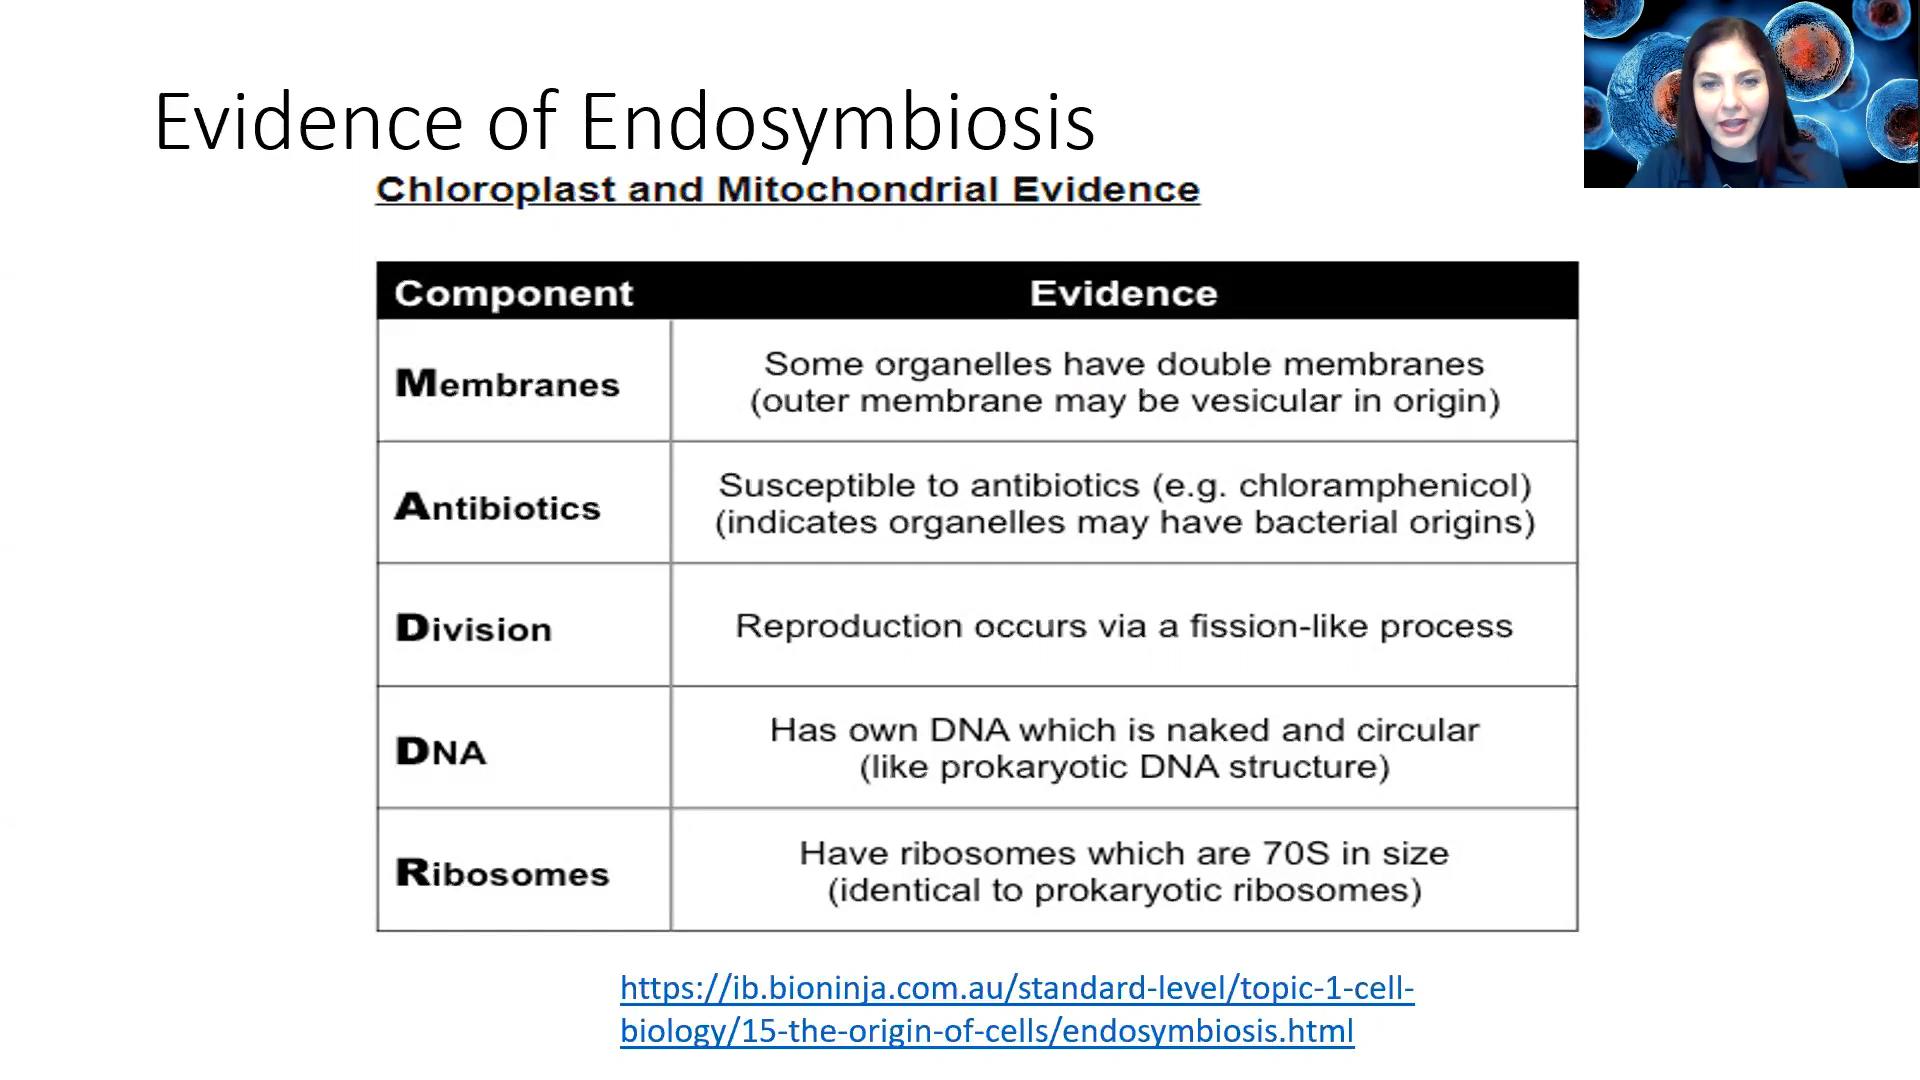 Evidence of Endosymbiosis
Chloroplast and Mitochondrial Evidence
Component Evidence
Membranes
Some organelles have double membranes
(outer membrane may be vesicular in origin)
Antibiotics
Susceptible to antibiotics (e.g. chloramphenicol)
(indicates organelles may have bacterial origins)
Division
Reproduction occurs via a fission-like process
DNA
Has own DNA which is naked and circular
(like prokaryotic DNA structure)
Ribosomes
Have ribosomes which are 70S in size
(identical to prokaryotic ribosomes)
https://ib.bioninja.com.au/standard-level/topic-1-cell-
biology/15-the-origin-of-cells/endosymbiosis.html